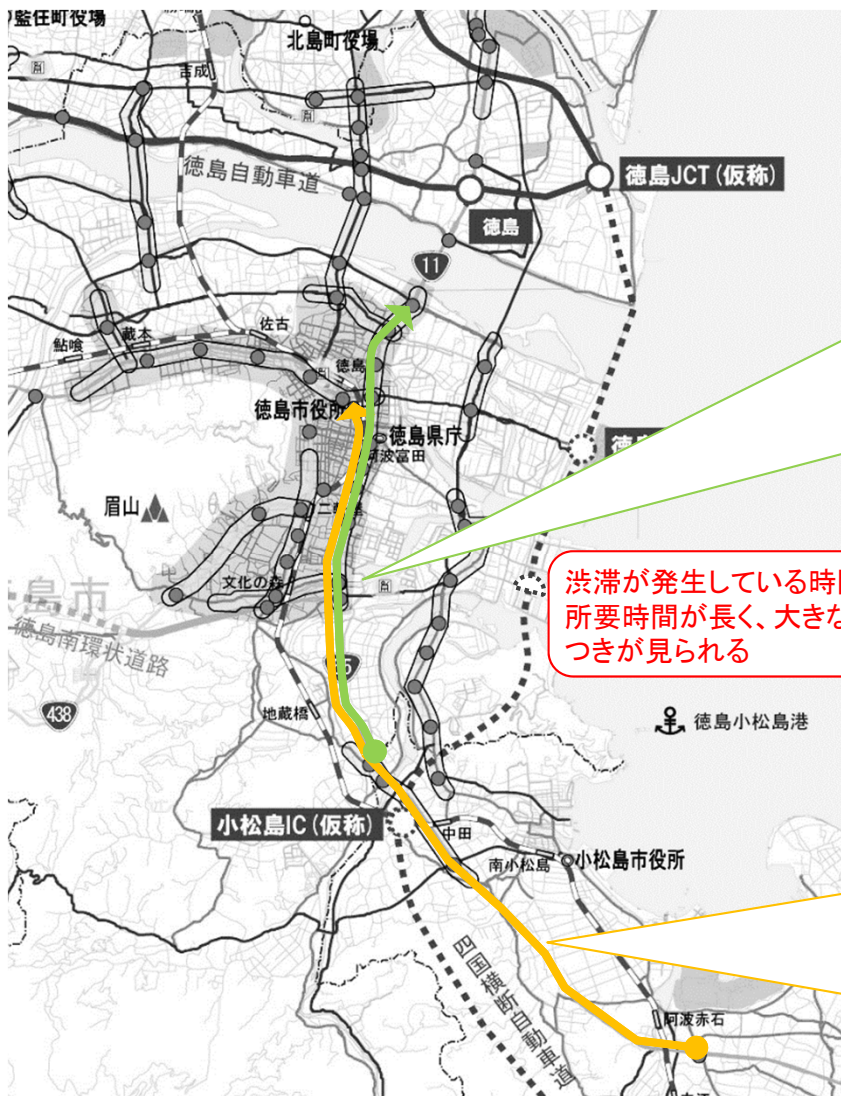 藍住町役場
北島町役場
吉成
徳島自動車道
徳島JCT(仮称)
徳島
11
佐古
蔵本
鮎喰
徳島
徳島市役所
徳島県庁
阿波富田
徳
眉山
二軒屋
文化の森
島市
渋滞が発生している時
所要時間が長く、大きな
つきが見られる
徳島南環状道路
438
地蔵橋
徳島小松島港
小松島IC(仮称)
中田
南小松島
小松島市役所
四国横断自動車道
阿波赤石